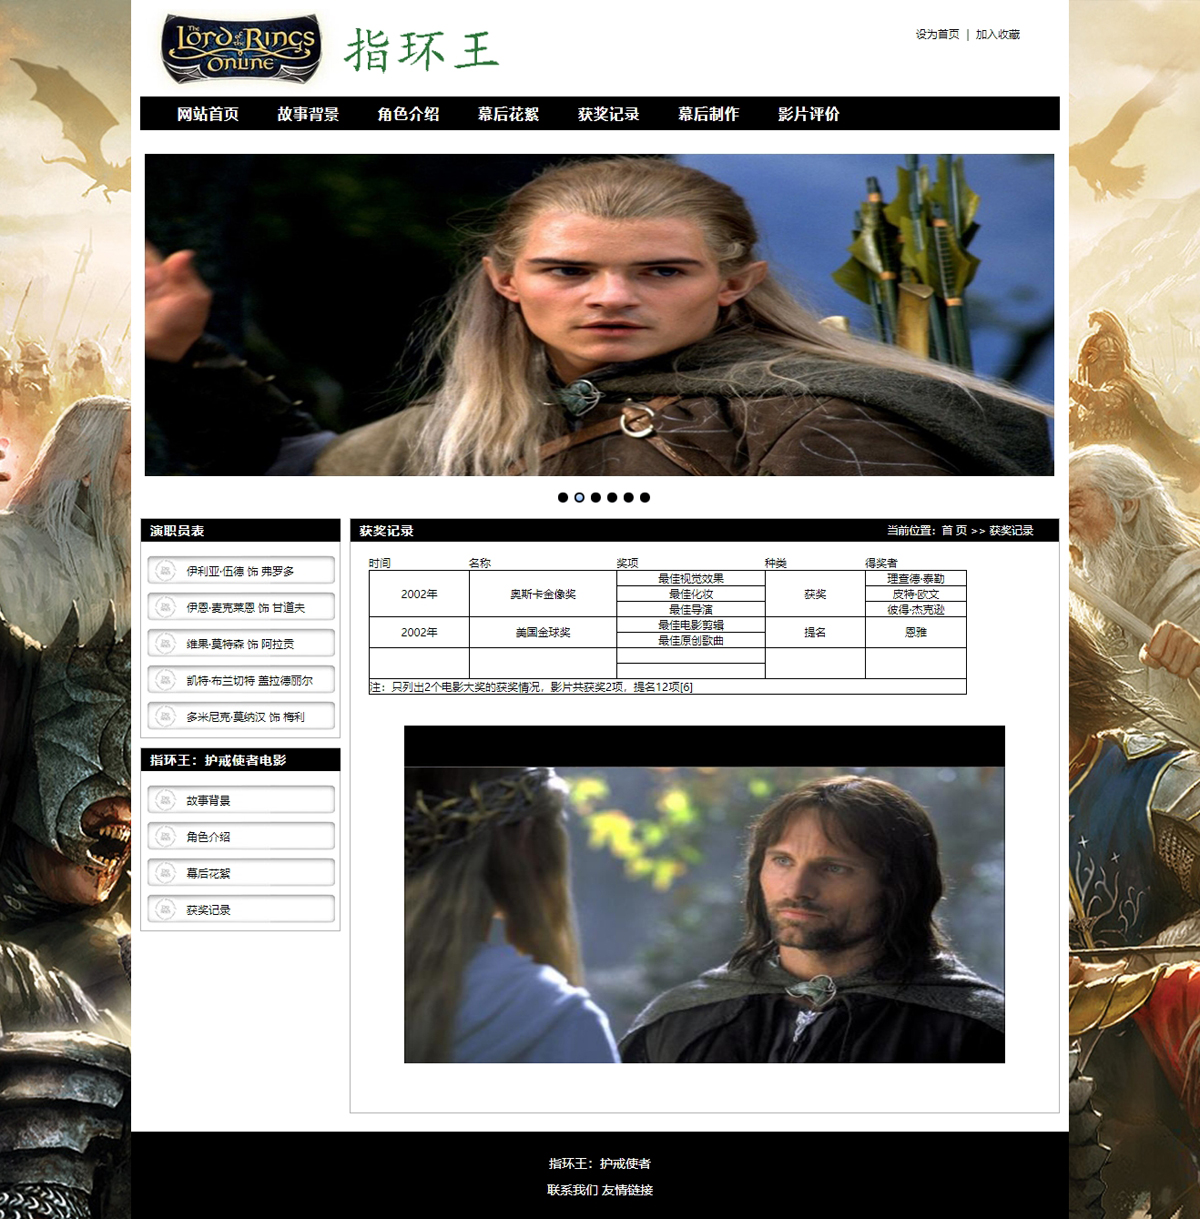 The
Lord of the Rings
Online
指环王
设为首页 | 加入收藏
网站首页 故事背景 角色介绍 幕后花絮 获奖记录 幕后制作 影片评价
演职员表
伊利亚·伍德 饰 弗罗多
伊恩·麦克莱恩 饰 甘道夫
维果·莫特森 饰 阿拉贡
凯特·布兰切特 盖拉德丽尔
多米尼克·莫纳汉 饰 梅利
指环王：护戒使者电影
故事背景
角色介绍
幕后花絮
获奖记录
获奖记录 当前位置：首 页 >> 获奖记录
时间 名称 奖项 种类 得奖者
2002年 奥斯卡金像奖 最佳视觉效果 获奖 理查德·泰勒
最佳化妆 皮特·欧文
最佳导演 彼得·杰克逊
2002年 美国金球奖 最佳电影剪辑 提名 恩雅
最佳原创歌曲
注：只列出2个电影大奖的获奖情况，影片共获奖2项，提名12项[6]
指环王：护戒使者
联系我们 友情链接